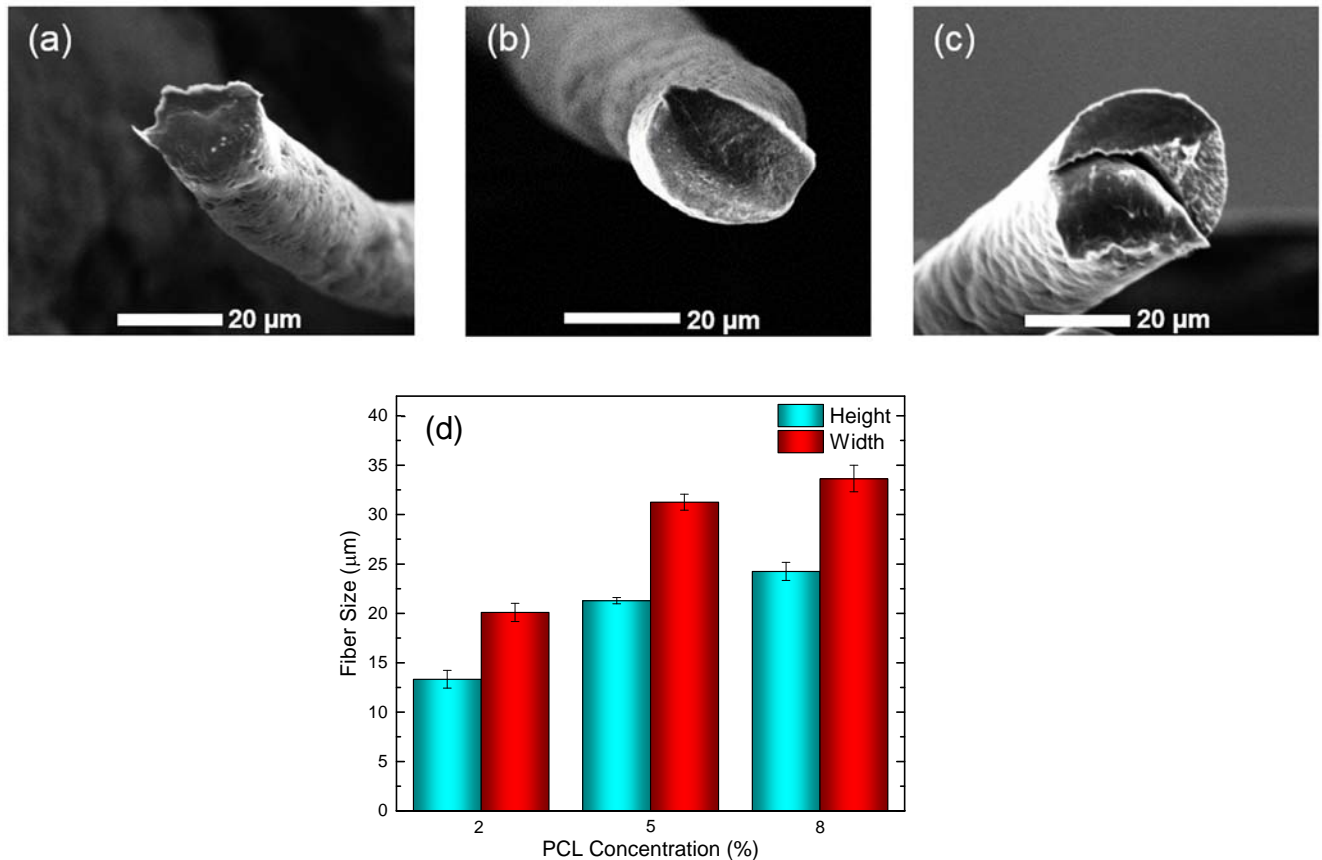 (a)
(b)
(c)
20 μm
20 μm
20 μm
(d)
Height
Width
Fiber Size (μm)
40
35
30
25
20
15
10
5
0
2
5
8
PCL Concentration (%)